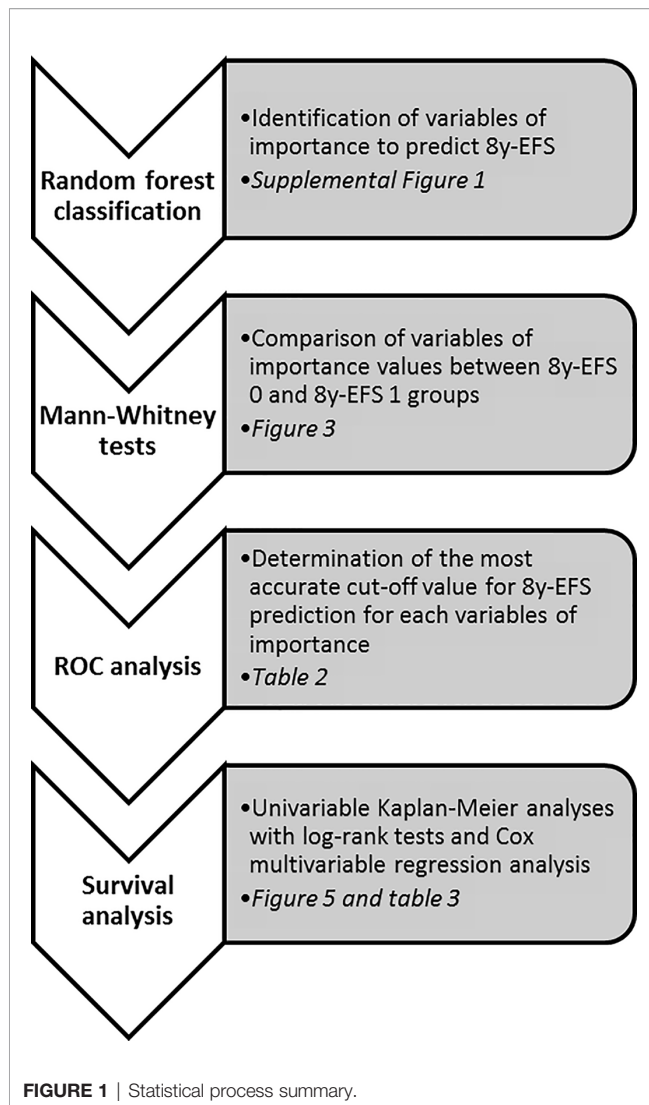 Random forest
classification
•Identification of variables of
importance to predict 8y-EFS
•Supplemental Figure 1
Mann-Whitney
tests
•Comparison of variables of
importance values between 8y-EFS
0 and 8y-EFS 1 groups
•Figure 3
ROC analysis
•Determination of the most
accurate cut-off value for 8y-EFS
prediction for each variables of
importance
•Table 2
Survival
analysis
•Univariable Kaplan-Meier analyses
with log-rank tests and Cox
multivariable regression analysis
•Figure 5 and table 3
FIGURE 1 | Statistical process summary.